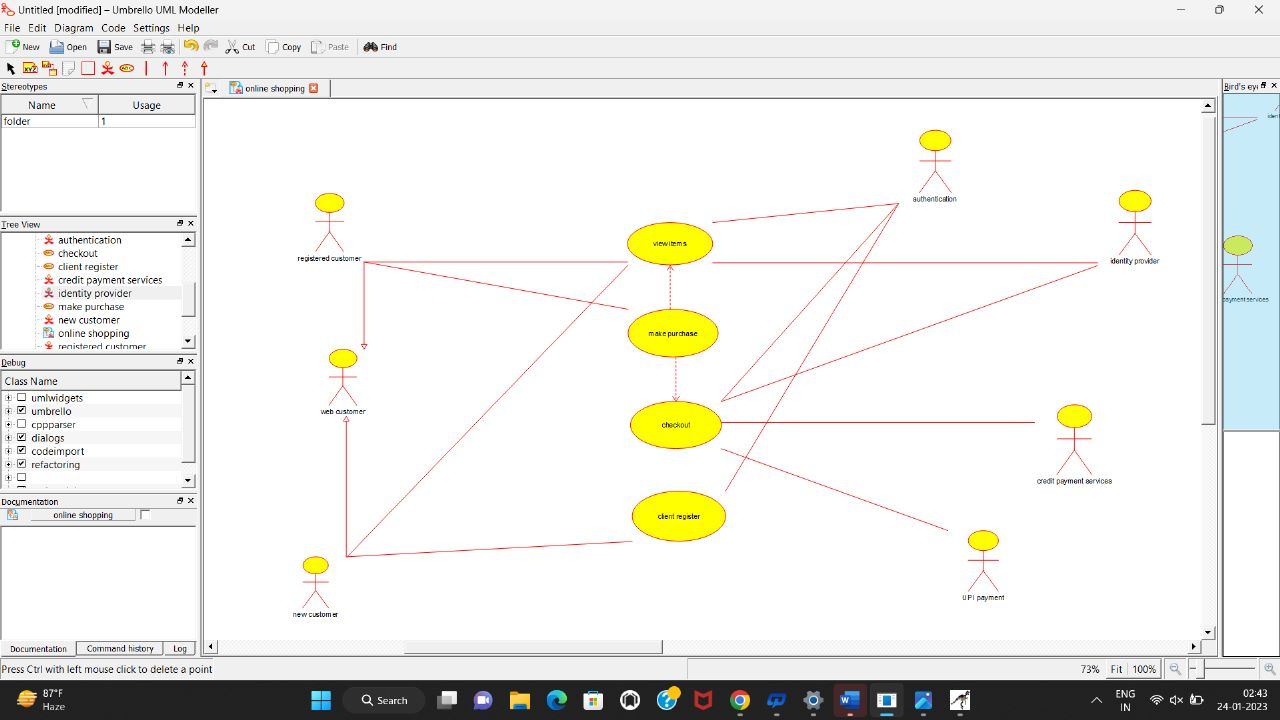 Untitled [modified] – Umbrello UML Modeller
File Edit Diagram Code Settings Help
New Open Save Cut Copy Paste Find
Stereotypes
Name Usage
folder 1
Tree View
authentication
checkout
client register
credit payment services
identity provider
make purchase
new customer
online shopping
registered customer
Debug
Class Name
umlwidgets
umbrello
cppparser
dialogs
codeimport
refactoring
Documentation
online shopping
Documentation Command history Log
Press Ctrl with left mouse click to delete a point
online shopping
authentication
registered customer
view items
identity provider
make purchase
web customer
checkout
credit payment services
client register
UPI payment
new customer
Bird's ey
payment services
73% Fit 100%
87°F
Haze
Search
ENG
IN
02:43
24-01-2023